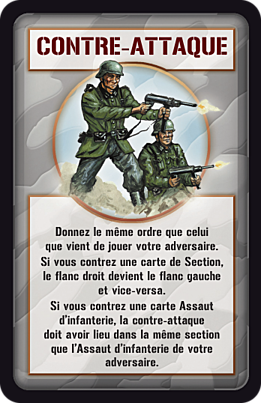 CONTRE-ATTAQUE
Donnez le même ordre que celui
que vient de jouer votre adversaire.
Si vous contrez une carte de Section,
le flanc droit devient le flanc gauche
et vice-versa.
Si vous contrez une carte Assaut
d'infanterie, la contre-attaque
doit avoir lieu dans la même section
que l'Assaut d'infanterie de votre
adversaire.